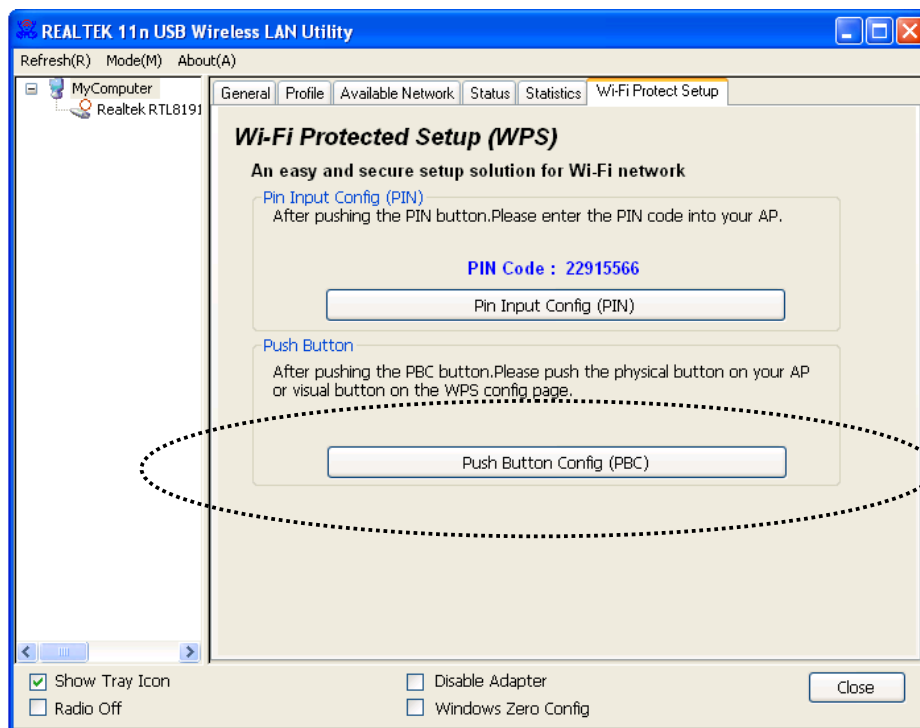 REALTEK 11n USB Wireless LAN Utility
Refresh(R) Mode(M) About(A)
MyComputer
Realtek RTL8191
General Profile Available Network Status Statistics Wi-Fi Protect Setup
Wi-Fi Protected Setup (WPS)
An easy and secure setup solution for Wi-Fi network
Pin Input Config (PIN)
After pushing the PIN button.Please enter the PIN code into your AP.
PIN Code : 22915566
Pin Input Config (PIN)
Push Button
After pushing the PBC button.Please push the physical button on your AP
or visual button on the WPS config page.
Push Button Config (PBC)
Show Tray Icon
Radio Off
Disable Adapter
Windows Zero Config
Close